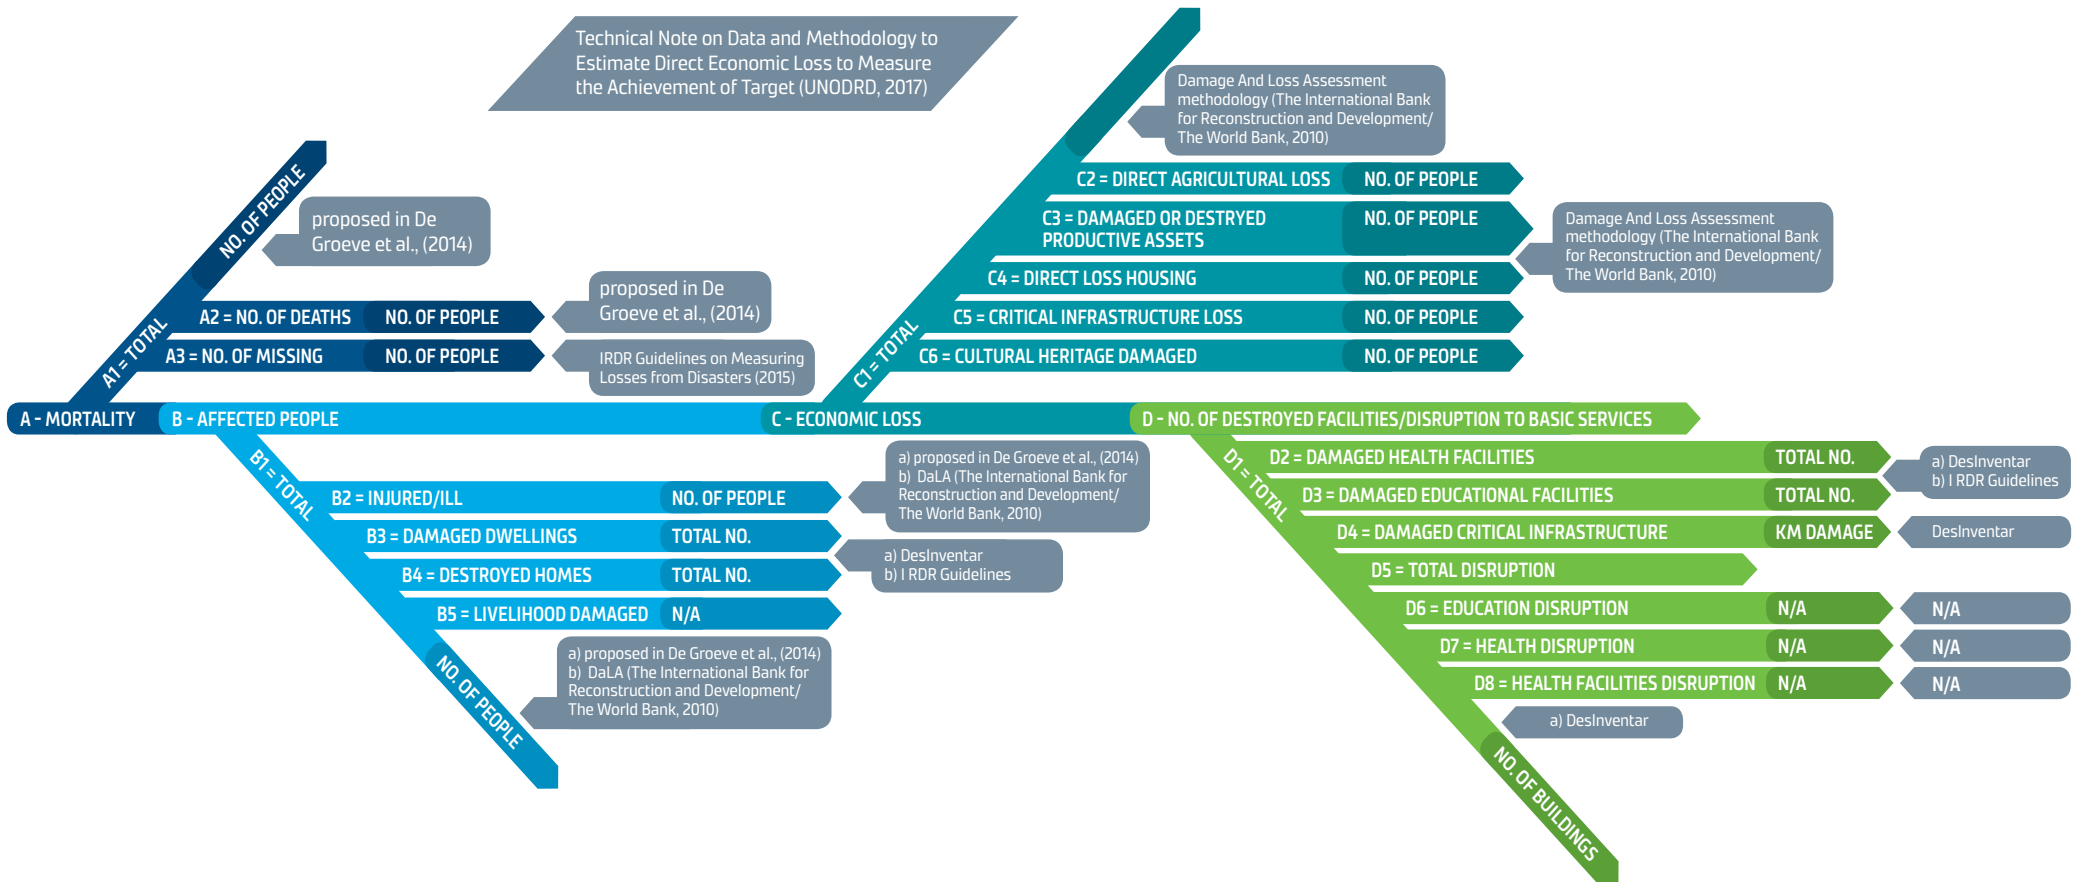 Technical Note on Data and Methodology to
Estimate Direct Economic Loss to Measure
the Achievement of Target (UNODRD, 2017)
Damage And Loss Assessment
methodology (The International Bank
for Reconstruction and Development/
The World Bank, 2010)
NO. OF PEOPLE
proposed in De
Groeve et al., (2014)
A1 = TOTAL
A2 = NO. OF DEATHS
NO. OF PEOPLE
proposed in De
Groeve et al., (2014)
A3 = NO. OF MISSING
NO. OF PEOPLE
IRDR Guidelines on Measuring
Losses from Disasters (2015)
C1 = TOTAL
C2 = DIRECT AGRICULTURAL LOSS
NO. OF PEOPLE
C3 = DAMAGED OR DESTRYED
PRODUCTIVE ASSETS
NO. OF PEOPLE
Damage And Loss Assessment
methodology (The International Bank
for Reconstruction and Development/
The World Bank, 2010)
C4 = DIRECT LOSS HOUSING
NO. OF PEOPLE
C5 = CRITICAL INFRASTRUCTURE LOSS
NO. OF PEOPLE
C6 = CULTURAL HERITAGE DAMAGED
NO. OF PEOPLE
A - MORTALITY
B - AFFECTED PEOPLE
C - ECONOMIC LOSS
D - NO. OF DESTROYED FACILITIES/DISRUPTION TO BASIC SERVICES
B1 = TOTAL
B2 = INJURED/ILL
NO. OF PEOPLE
a) proposed in De Groeve et al., (2014)
b) DaLA (The International Bank for
Reconstruction and Development/
The World Bank, 2010)
B3 = DAMAGED DWELLINGS
TOTAL NO.
B4 = DESTROYED HOMES
TOTAL NO.
a) DesInventar
b) I RDR Guidelines
B5 = LIVELIHOOD DAMAGED
N/A
NO. OF PEOPLE
a) proposed in De Groeve et al., (2014)
b) DaLA (The International Bank for
Reconstruction and Development/
The World Bank, 2010)
D1 = TOTAL
D2 = DAMAGED HEALTH FACILITIES
TOTAL NO.
D3 = DAMAGED EDUCATIONAL FACILITIES
TOTAL NO.
a) DesInventar
b) I RDR Guidelines
D4 = DAMAGED CRITICAL INFRASTRUCTURE
KM DAMAGE
DesInventar
D5 = TOTAL DISRUPTION
D6 = EDUCATION DISRUPTION
N/A
N/A
D7 = HEALTH DISRUPTION
N/A
N/A
D8 = HEALTH FACILITIES DISRUPTION
N/A
N/A
a) DesInventar
NO. OF BUILDINGS